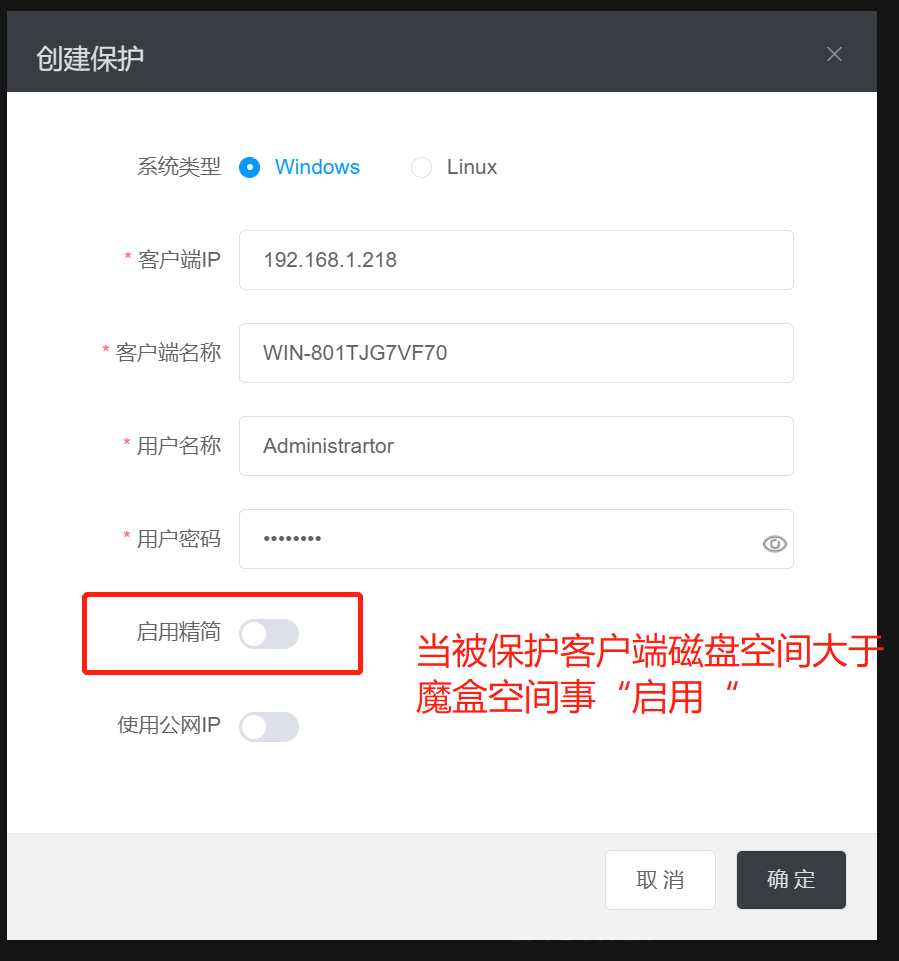 创建保护
系统类型 Windows Linux
* 客户端IP 192.168.1.218
* 客户端名称 WIN-801TJG7VF70
* 用户名称 Administrartor
* 用户密码 ••••••••
启用精简
当被保护客户端磁盘空间大于
魔盒空间事“启用“
使用公网IP
取消 确定